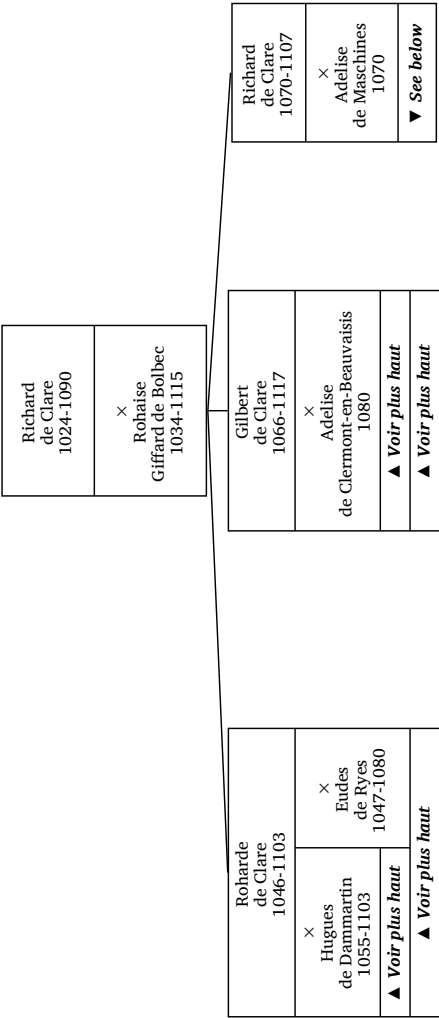 Richard
de Clare
1024-1090
×
Rohaise
Giffard de Bolbec
1034-1115
Roharde
de Clare
1046-1103
×
Hugues
de Dammartin
1055-1103
▲ Voir plus haut
×
Eudes
de Ryes
1047-1080
▲ Voir plus haut
Gilbert
de Clare
1066-1117
×
Adelise
de Clermont-en-Beauvaisis
1080
▲ Voir plus haut
▲ Voir plus haut
Richard
de Clare
1070-1107
×
Adelise
de Maschines
1070
▼ See below